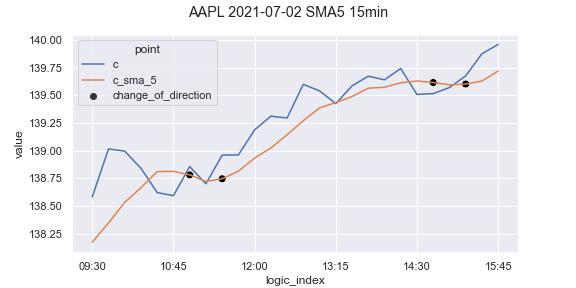 AAPL 2021-07-02 SMA5 15min
point
c
c_sma_5
change_of_direction
value
140.00
139.75
139.50
139.25
139.00
138.75
138.50
138.25
09:30 10:45 12:00 13:15 14:30 15:45
logic_index